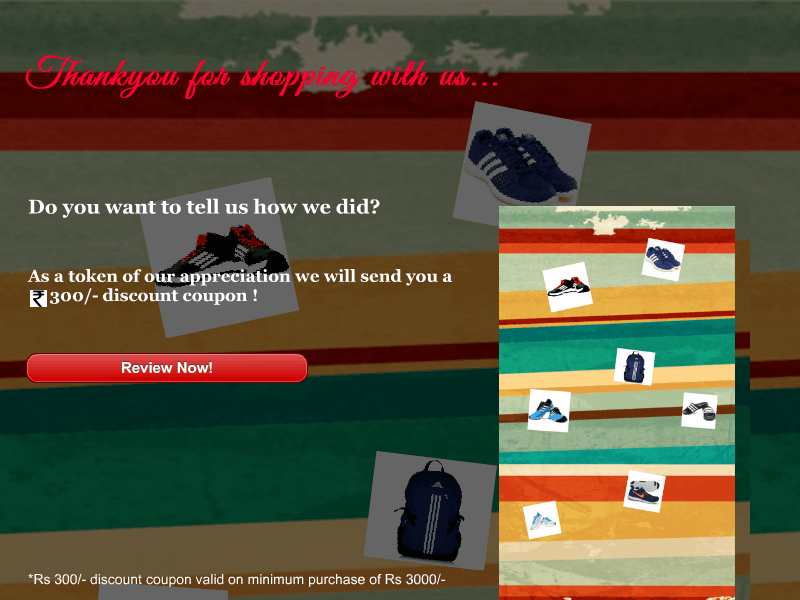 Thankyou for shopping with us...
Do you want to tell us how we did?
As a token of our appreciation we will send you a
₹ 300/- discount coupon !
Review Now!
*Rs 300/- discount coupon valid on minimum purchase of Rs 3000/-